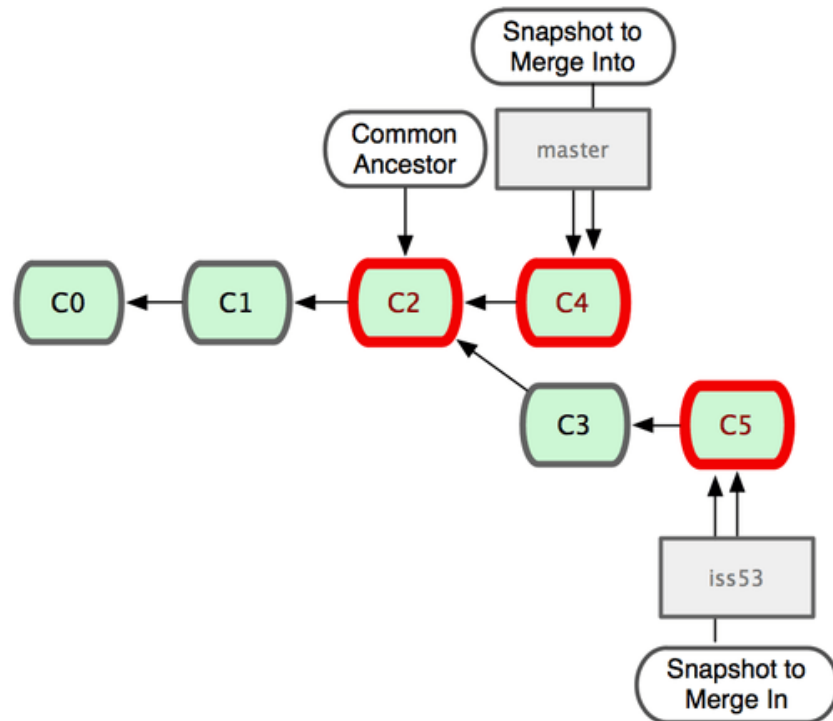 Snapshot to
Merge Into
Common
Ancestor
master
C0
C1
C2
C4
C3
C5
iss53
Snapshot to
Merge In